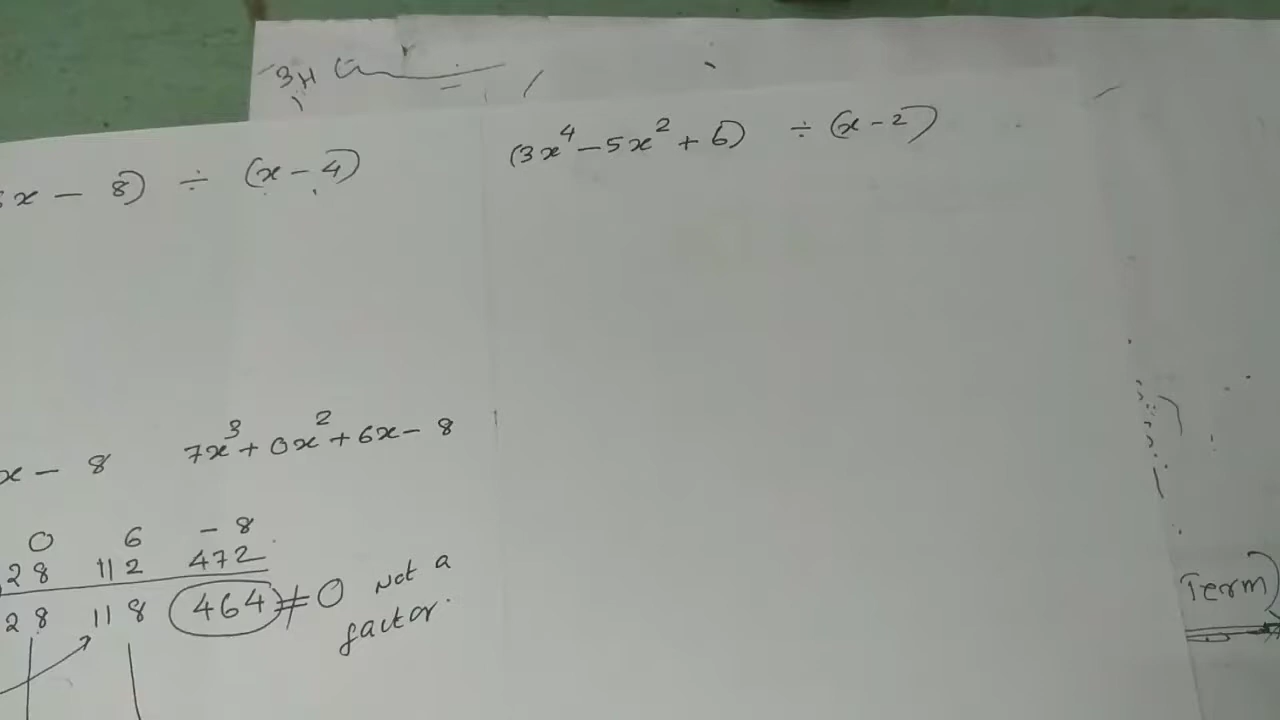 x - 8) ÷ (x - 4)
(3x⁴ - 5x² + 6) ÷ (x - 2)
x - 8
7x³ + 0x² + 6x - 8
0 6 - 8
28 112 472
28 118 464 ≠ 0 Not a
factor.
Term)